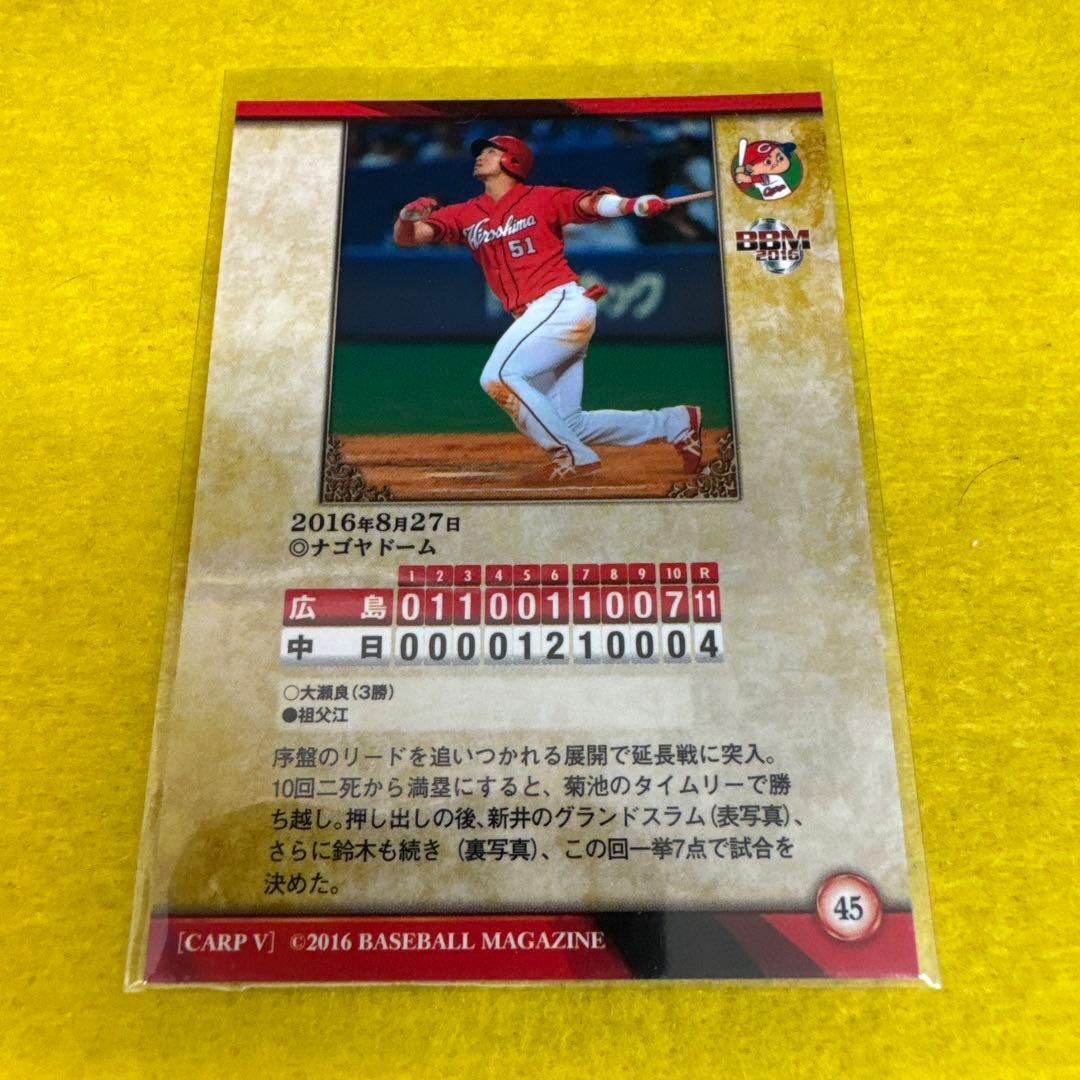 BBM
2016
Hiroshima
51
2016年8月27日
◎ナゴヤドーム
1 2 3 4 5 6 7 8 9 10 R
広島 0 1 1 0 0 1 1 0 0 7 11
中日 0 0 0 0 1 2 1 0 0 0 4
○大瀬良(3勝)
●祖父江
序盤のリードを追いつかれる展開で延長戦に突入。
10回二死から満塁にすると、菊池のタイムリーで勝
ち越し。押し出しの後、新井のグランドスラム(表写真)、
さらに鈴木も続き(裏写真)、この回一挙7点で試合を
決めた。
45
[CARP V] ©2016 BASEBALL MAGAZINE